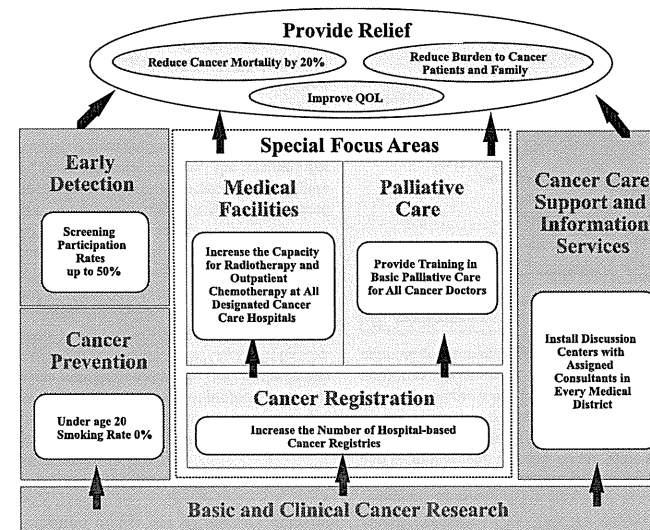 Provide Relief
Reduce Cancer Mortality by 20%
Reduce Burden to Cancer
Patients and Family
Improve QOL
Early
Detection
Screening
Participation
Rates
up to 50%
Cancer
Prevention
Under age 20
Smoking Rate 0%
Special Focus Areas
Medical
Facilities
Increase the Capacity
for Radiotherapy and
Outpatient
Chemotherapy at All
Designated Cancer
Care Hospitals
Palliative
Care
Provide Training in
Basic Palliative Care
for All Cancer Doctors
Cancer Registration
Increase the Number of Hospital-based
Cancer Registries
Cancer Care
Support and
Information
Services
Install Discussion
Centers with
Assigned
Consultants in
Every Medical
District
Basic and Clinical Cancer Research